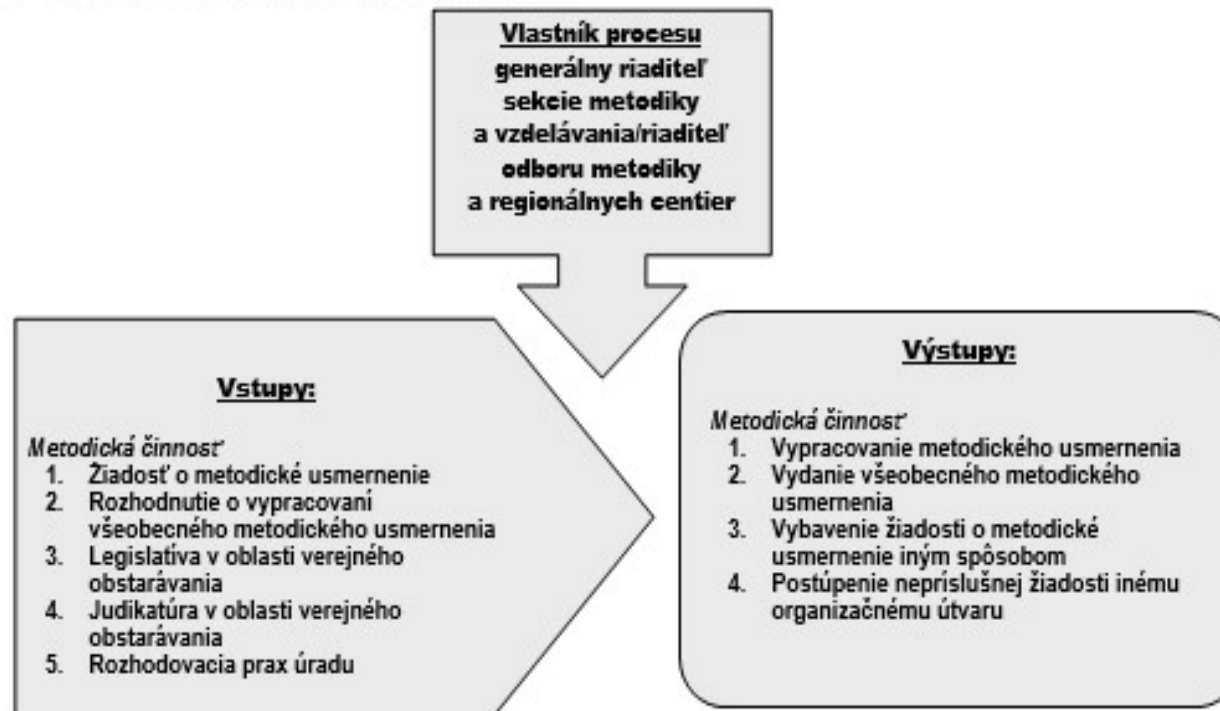 Vlastník procesu
generálny riaditeľ
sekcie metodiky
a vzdelávania/riaditeľ
odboru metodiky
a regionálnych centier
Vstupy:
Metodická činnosť
1. Žiadosť o metodické usmernenie
2. Rozhodnutie o vypracovaní
všeobecného metodického usmernenia
3. Legislatíva v oblasti verejného
obstarávania
4. Judikatúra v oblasti verejného
obstarávania
5. Rozhodovacia prax úradu
Výstupy:
Metodická činnosť
1. Vypracovanie metodického usmernenia
2. Vydanie všeobecného metodického
usmernenia
3. Vybavenie žiadosti o metodické
usmernenie iným spôsobom
4. Postúpenie nepríslušnej žiadosti inému
organizačnému útvaru